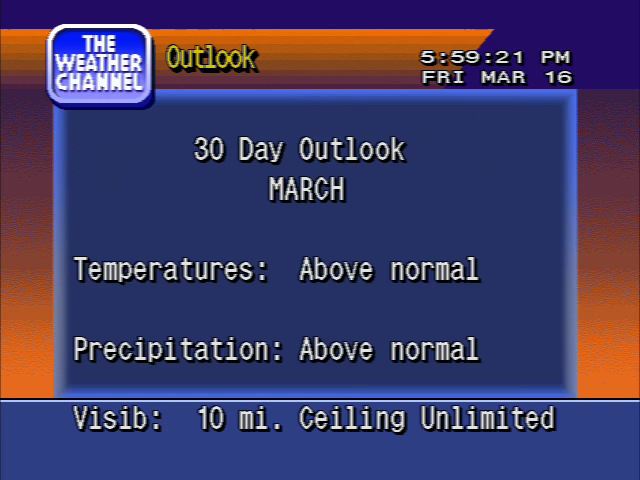 THE
WEATHER
CHANNEL
Outlook
5:59:21 PM
FRI MAR 16
30 Day Outlook
MARCH
Temperatures: Above normal
Precipitation: Above normal
Visib: 10 mi. Ceiling Unlimited